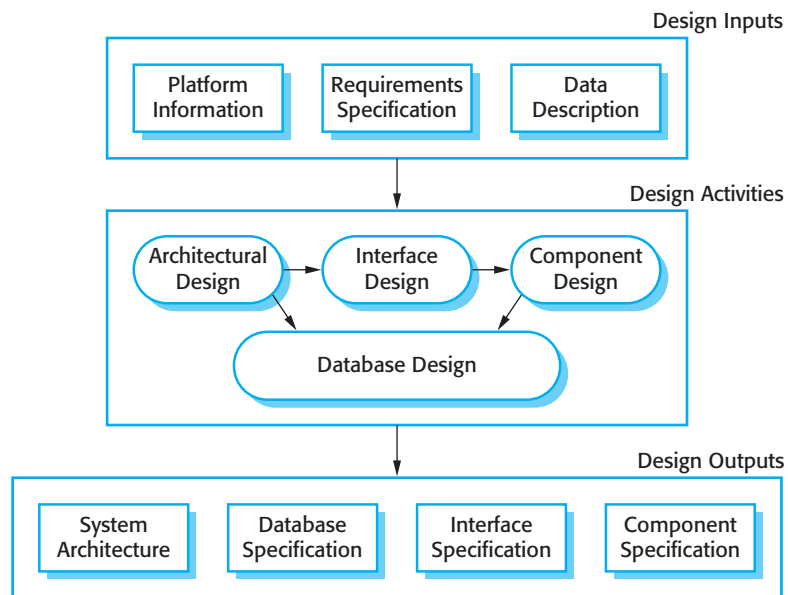 Design Inputs
Platform
Information
Requirements
Specification
Data
Description
Design Activities
Architectural
Design
Interface
Design
Component
Design
Database Design
Design Outputs
System
Architecture
Database
Specification
Interface
Specification
Component
Specification